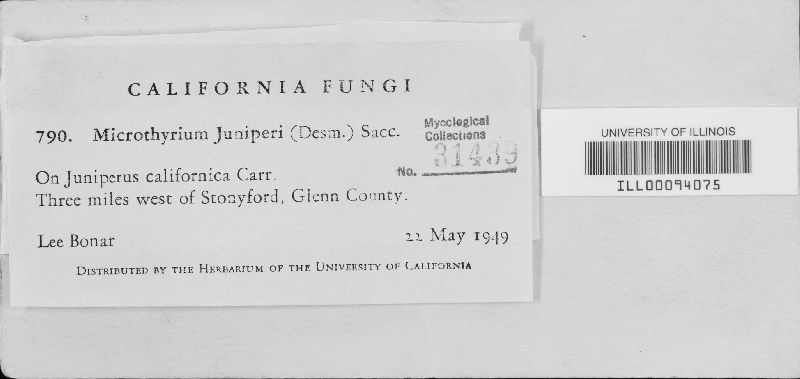 CALIFORNIA FUNGI
790. Microthyrium Juniperi (Desm.) Sacc.
Mycological
Collections
No. 31433
On Juniperus californica Carr.
Three miles west of Stonyford, Glenn County.
Lee Bonar 22 May 1949
DISTRIBUTED BY THE HERBARIUM OF THE UNIVERSITY OF CALIFORNIA
UNIVERSITY OF ILLINOIS
ILL00094075